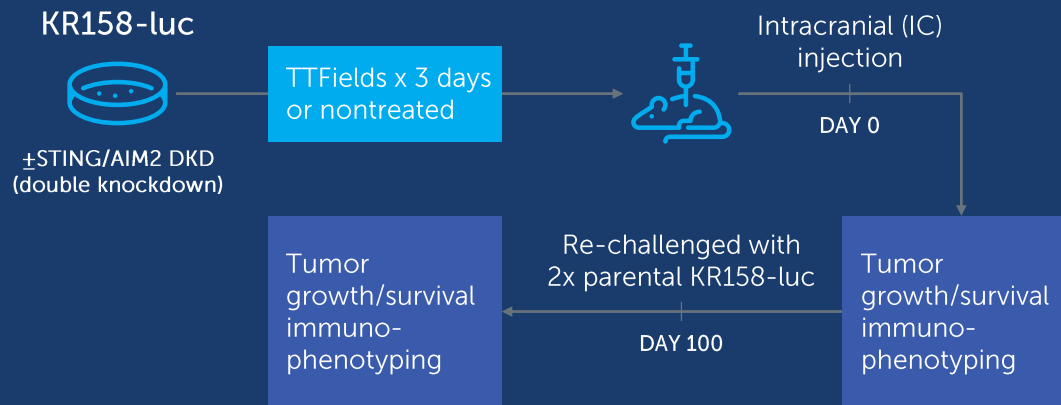 KR158-luc
±STING/AIM2 DKD
(double knockdown)
TTFields x 3 days
or nontreated
Intracranial (IC)
injection
DAY 0
Tumor
growth/survival
immuno-
phenotyping
Re-challenged with
2x parental KR158-luc
DAY 100
Tumor
growth/survival
immuno-
phenotyping